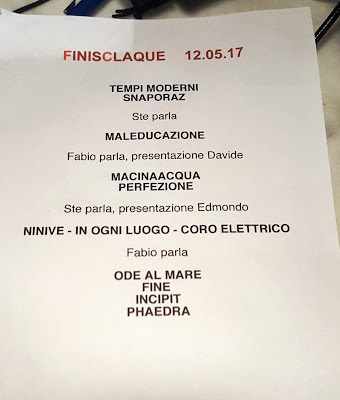 FINISCLAQUE 12.05.17
TEMPI MODERNI
SNAPORAZ
Ste parla
MALEDUCAZIONE
Fabio parla, presentazione Davide
MACINAACQUA
PERFEZIONE
Ste parla, presentazione Edmondo
NINIVE - IN OGNI LUOGO - CORO ELETTRICO
Fabio parla
ODE AL MARE
FINE
INCIPIT
PHAEDRA